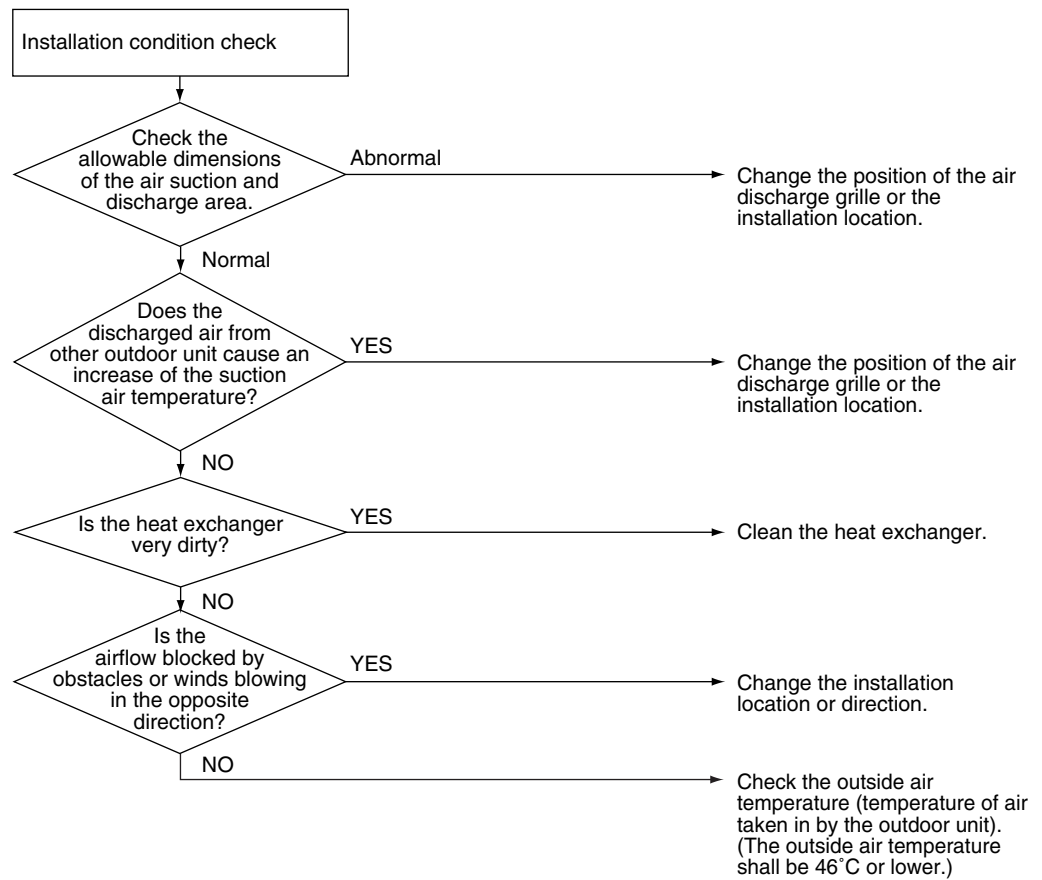 Installation condition check
Check the
allowable dimensions
of the air suction and
discharge area.
Abnormal
Change the position of the air
discharge grille or the
installation location.
Normal
Does the
discharged air from
other outdoor unit cause an
increase of the suction
air temperature?
YES
Change the position of the air
discharge grille or the
installation location.
NO
Is the heat exchanger
very dirty?
YES
Clean the heat exchanger.
NO
Is the
airflow blocked by
obstacles or winds blowing
in the opposite
direction?
YES
Change the installation
location or direction.
NO
Check the outside air
temperature (temperature of air
taken in by the outdoor unit).
(The outside air temperature
shall be 46˚C or lower.)